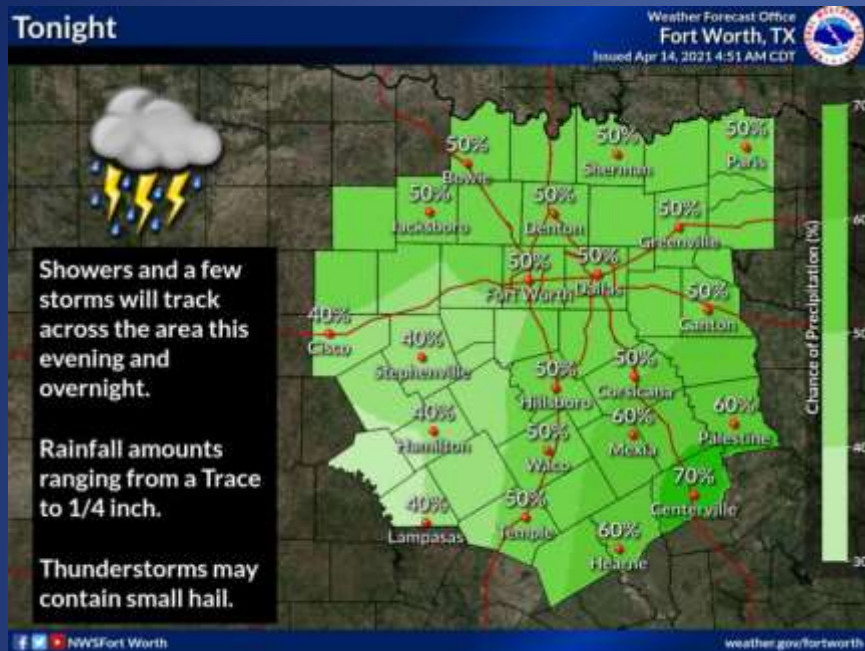 Tonight
Weather Forecast Office
Fort Worth, TX
Issued Apr 14, 2021 4:51 AM CDT
Showers and a few
storms will track
across the area this
evening and
overnight.
Rainfall amounts
ranging from a Trace
to 1/4 inch.
Thunderstorms may
contain small hail.
50%
Bowie
50%
Sherman
50%
Paris
50%
Jacksboro
50%
Denton
50%
Greenville
50%
Fort Worth
50%
Dallas
50%
Canton
40%
Cisco
40%
Stephenville
50%
Hillsboro
50%
Corsicana
40%
Hamilton
50%
Waco
60%
Mexia
60%
Palestine
40%
Lampasas
50%
Temple
60%
Hearne
70%
Centerville
Chance of Precipitation (%)
30
NWSFort Worth
weather.gov/fortworth